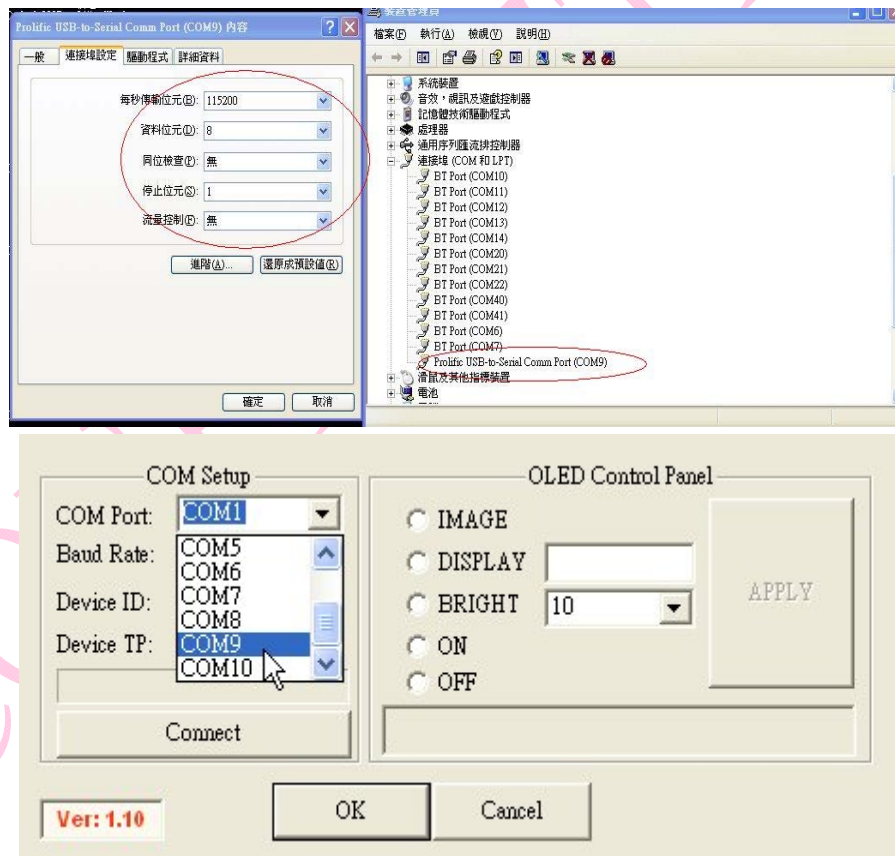 Prolific USB-to-Serial Comm Port (COM9) 內容
一般 連接埠設定 驅動程式 詳細資料
每秒傳輸位元(B): 115200
資料位元(D): 8
同位檢查(P): 無
停止位元(S): 1
流量控制(F): 無
進階(A)... 還原成預設值(R)
確定 取消
裝置管理員
檔案(F) 執行(A) 檢視(V) 說明(H)
系統裝置
音效，視訊及遊戲控制器
記憶體技術驅動程式
處理器
通用序列匯流排控制器
連接埠 (COM 和 LPT)
BT Port (COM10)
BT Port (COM11)
BT Port (COM12)
BT Port (COM13)
BT Port (COM14)
BT Port (COM20)
BT Port (COM21)
BT Port (COM22)
BT Port (COM40)
BT Port (COM41)
BT Port (COM6)
BT Port (COM7)
Prolific USB-to-Serial Comm Port (COM9)
滑鼠及其他指標裝置
電池
COM Setup
COM Port: COM1
Baud Rate:
Device ID:
Device TP:
COM5
COM6
COM7
COM8
COM9
COM10
Connect
OLED Control Panel
IMAGE
DISPLAY
BRIGHT 10
ON
OFF
APPLY
Ver: 1.10
OK
Cancel